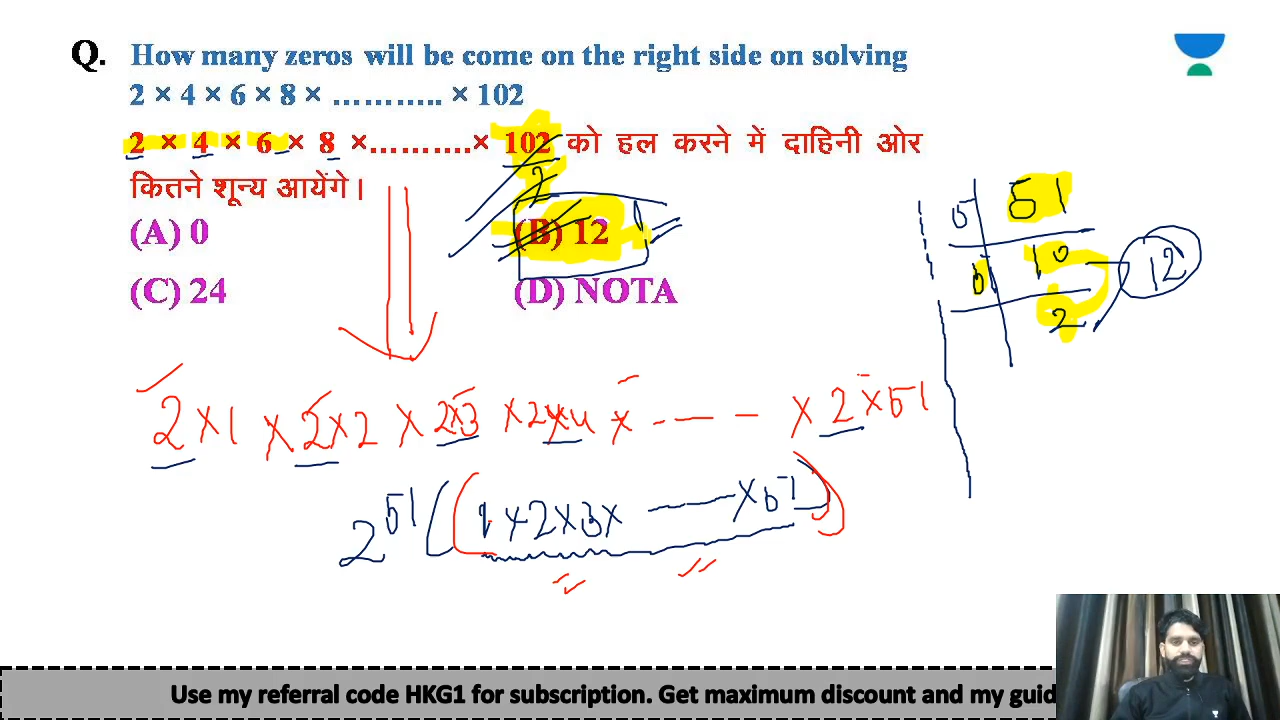 Q. How many zeros will be come on the right side on solving
2 × 4 × 6 × 8 × ……….. × 102
2 × 4 × 6 × 8 ×……….× 102 को हल करने में दाहिनी ओर
कितने शून्य आयेंगे।
2
(A) 0 (B) 12
(C) 24 (D) NOTA
5 51
5 10
2
12
2×1 × 2×2 × 2×3 × 2×4 × ---- × 2×51
2^51 (1×2×3× —— ×51)
Use my referral code HKG1 for subscription. Get maximum discount and my guid